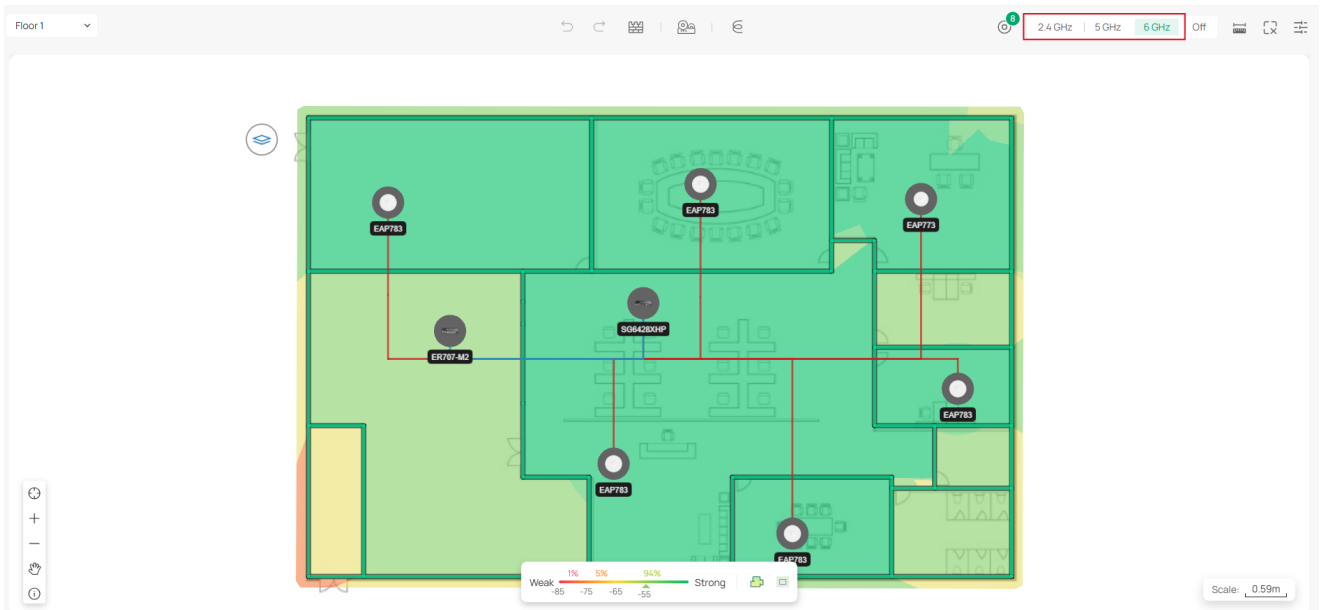 Floor 1
8
2.4 GHz
5 GHz
6 GHz
Off
EAP783
EAP783
EAP773
SG6428XHP
ER707-M2
EAP783
EAP783
EAP783
1% 5% 94%
Weak Strong
-85 -75 -65 -55
Scale: 0.59m